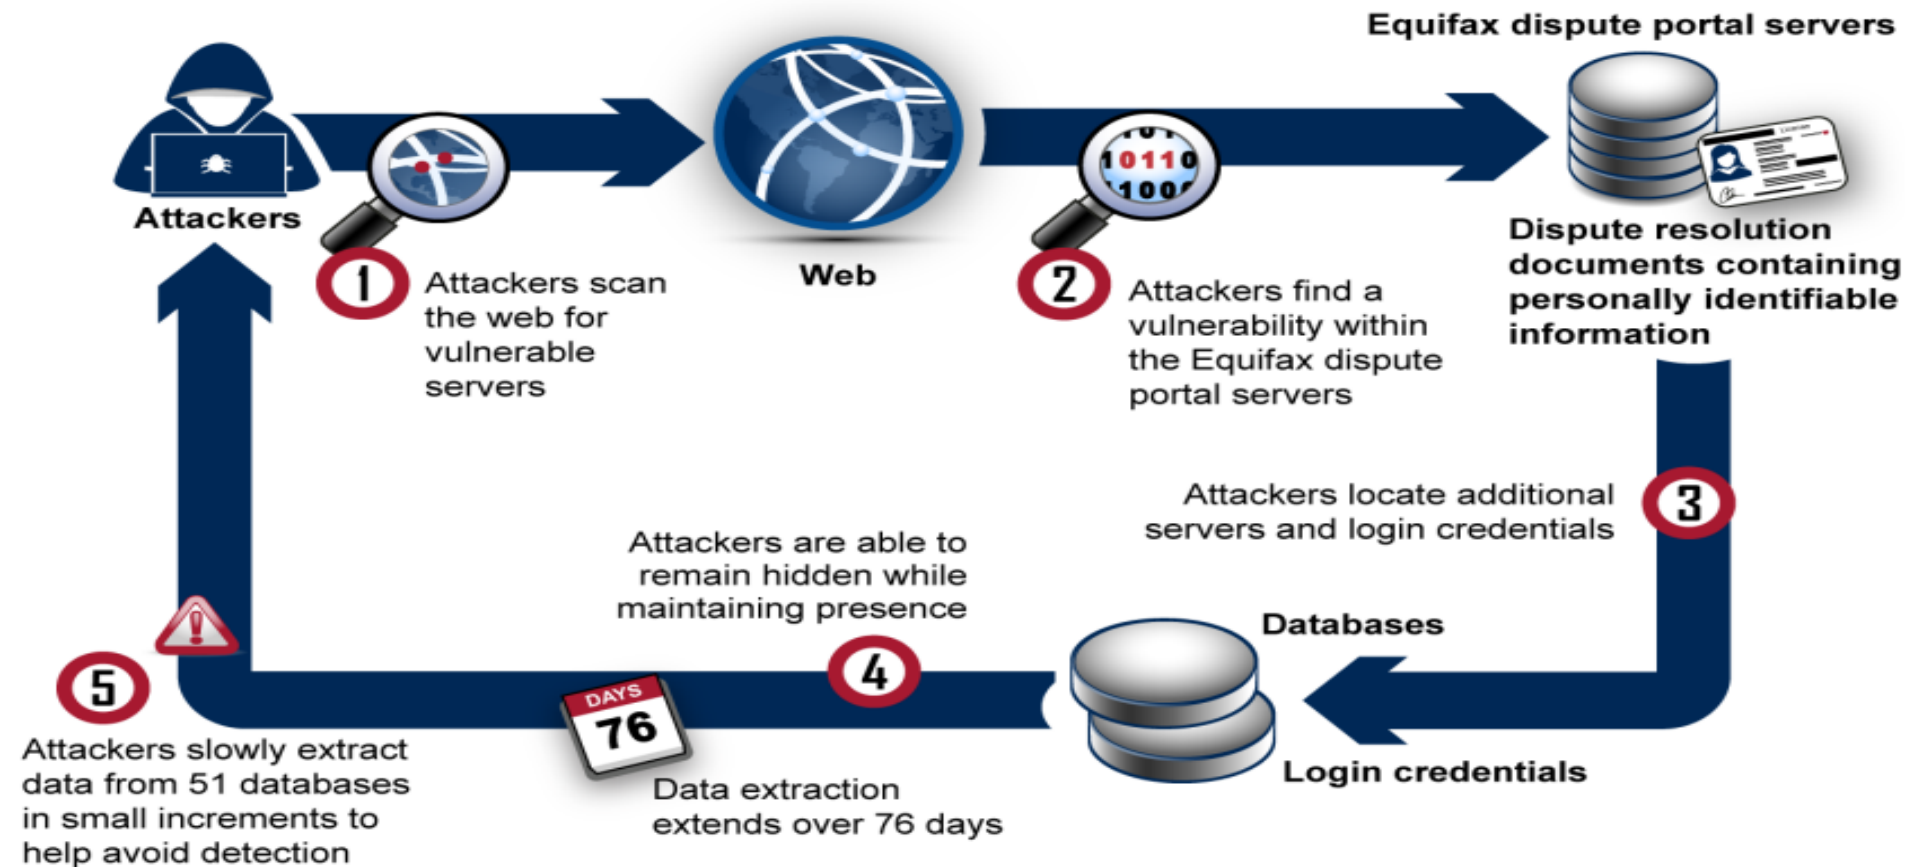 Equifax dispute portal servers
Attackers
1
Attackers scan
the web for
vulnerable
servers
Web
10110
2
Attackers find a
vulnerability within
the Equifax dispute
portal servers
Dispute resolution
documents containing
personally identifiable
information
3
Attackers locate additional
servers and login credentials
Databases
Login credentials
4
Attackers are able to
remain hidden while
maintaining presence
DAYS
76
Data extraction
extends over 76 days
5
Attackers slowly extract
data from 51 databases
in small increments to
help avoid detection